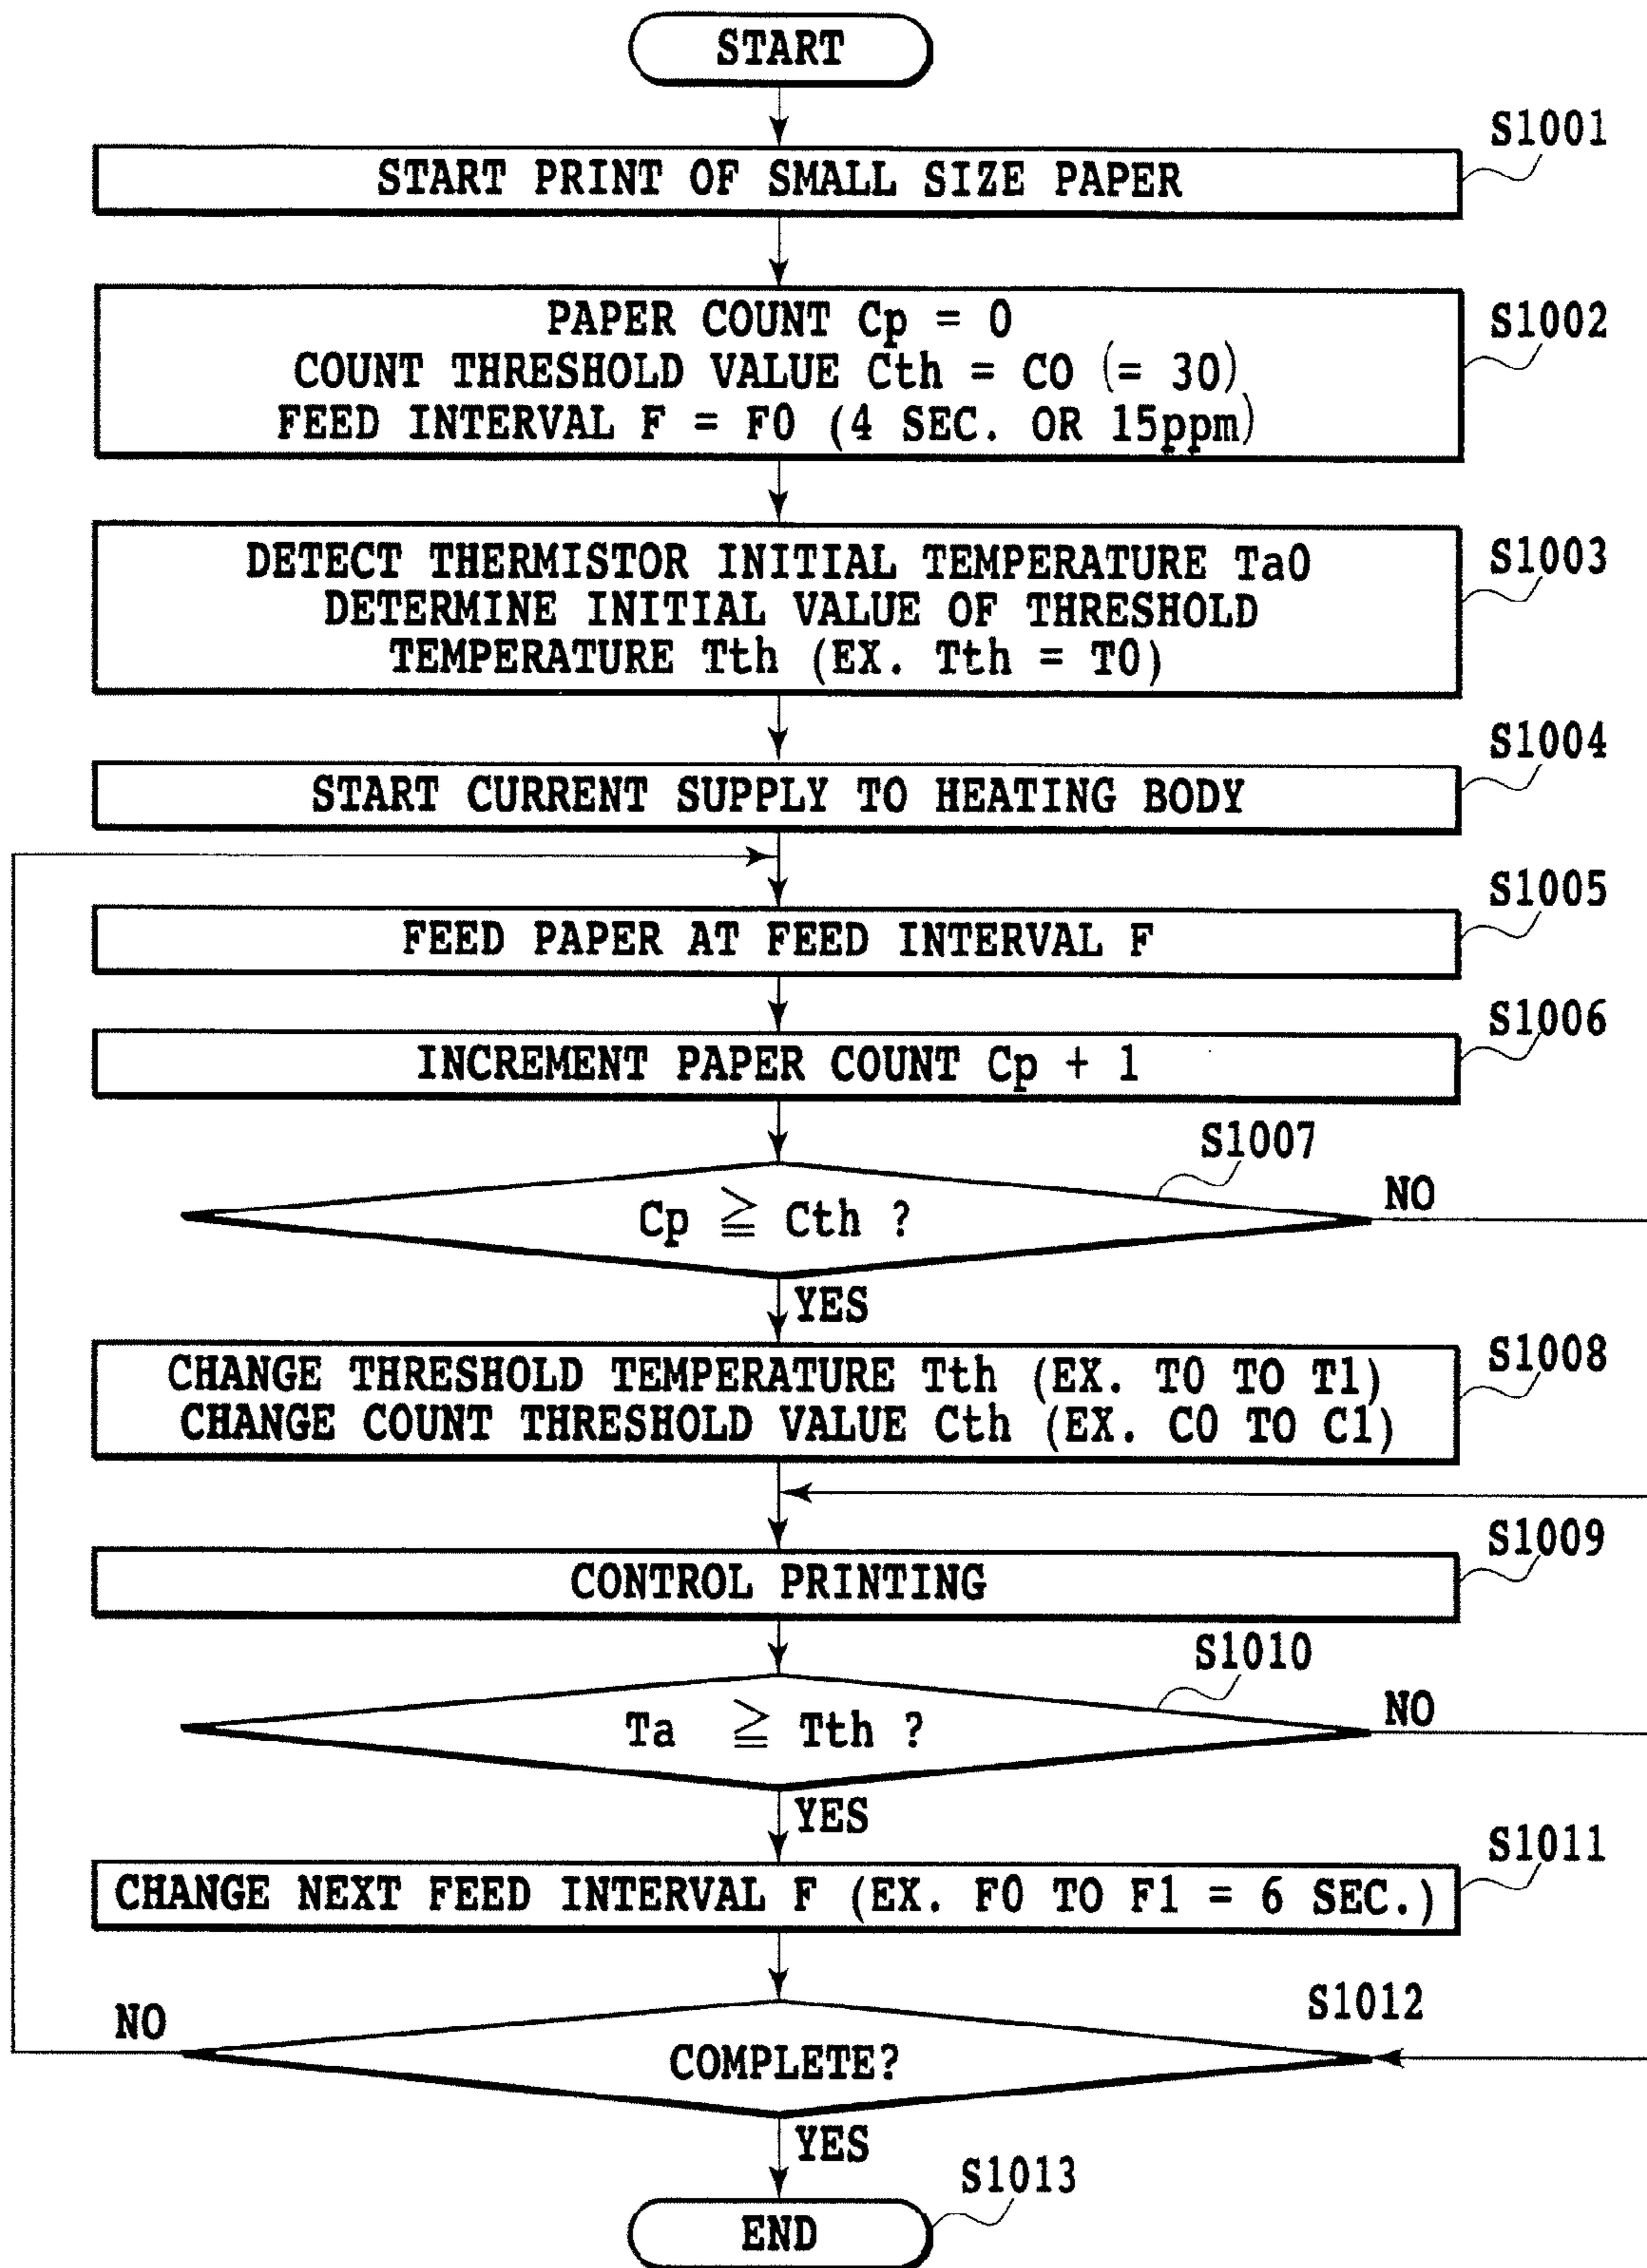 START
S1001
START PRINT OF SMALL SIZE PAPER
S1002
PAPER COUNT Cp = 0
COUNT THRESHOLD VALUE Cth = C0 (= 30)
FEED INTERVAL F = F0 (4 SEC. OR 15ppm)
S1003
DETECT THERMISTOR INITIAL TEMPERATURE Ta0
DETERMINE INITIAL VALUE OF THRESHOLD
TEMPERATURE Tth (EX. Tth = T0)
S1004
START CURRENT SUPPLY TO HEATING BODY
S1005
FEED PAPER AT FEED INTERVAL F
S1006
INCREMENT PAPER COUNT Cp + 1
S1007
Cp ≧ Cth ?
NO
YES
S1008
CHANGE THRESHOLD TEMPERATURE Tth (EX. T0 TO T1)
CHANGE COUNT THRESHOLD VALUE Cth (EX. C0 TO C1)
S1009
CONTROL PRINTING
S1010
Ta ≧ Tth ?
NO
YES
S1011
CHANGE NEXT FEED INTERVAL F (EX. F0 TO F1 = 6 SEC.)
S1012
NO
COMPLETE?
YES
S1013
END